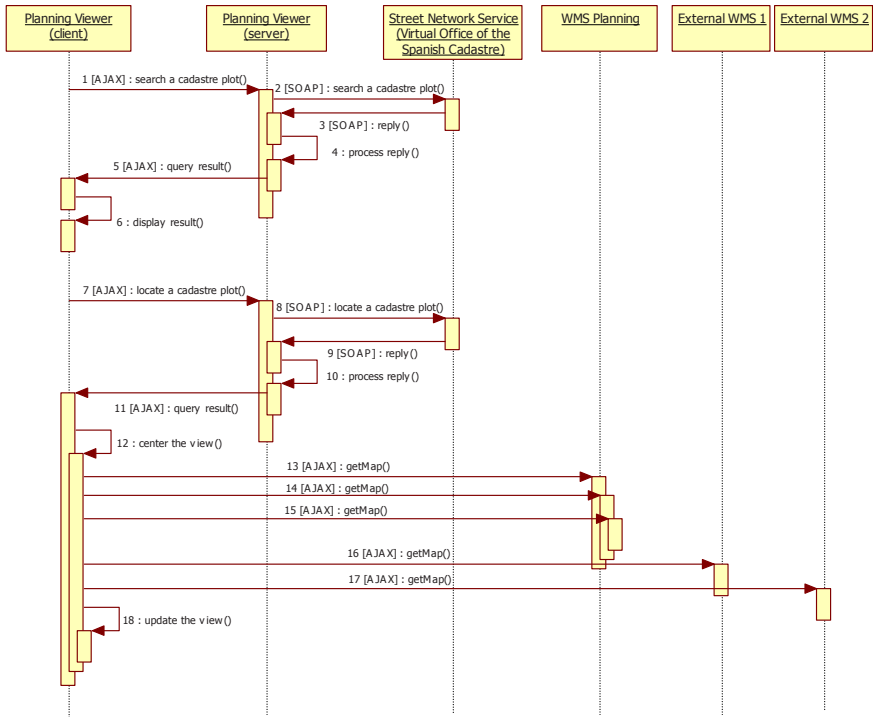 Planning Viewer
(client)
Planning Viewer
(server)
Street Network Service
(Virtual Office of the
Spanish Cadastre)
WMS Planning
External WMS 1
External WMS 2
1 [AJAX] : search a cadastre plot()
2 [SOAP] : search a cadastre plot()
3 [SOAP] : reply()
4 : process reply()
5 [AJAX] : query result()
6 : display result()
7 [AJAX] : locate a cadastre plot()
8 [SOAP] : locate a cadastre plot()
9 [SOAP] : reply()
10 : process reply()
11 [AJAX] : query result()
12 : center the view()
13 [AJAX] : getMap()
14 [AJAX] : getMap()
15 [AJAX] : getMap()
16 [AJAX] : getMap()
17 [AJAX] : getMap()
18 : update the view()